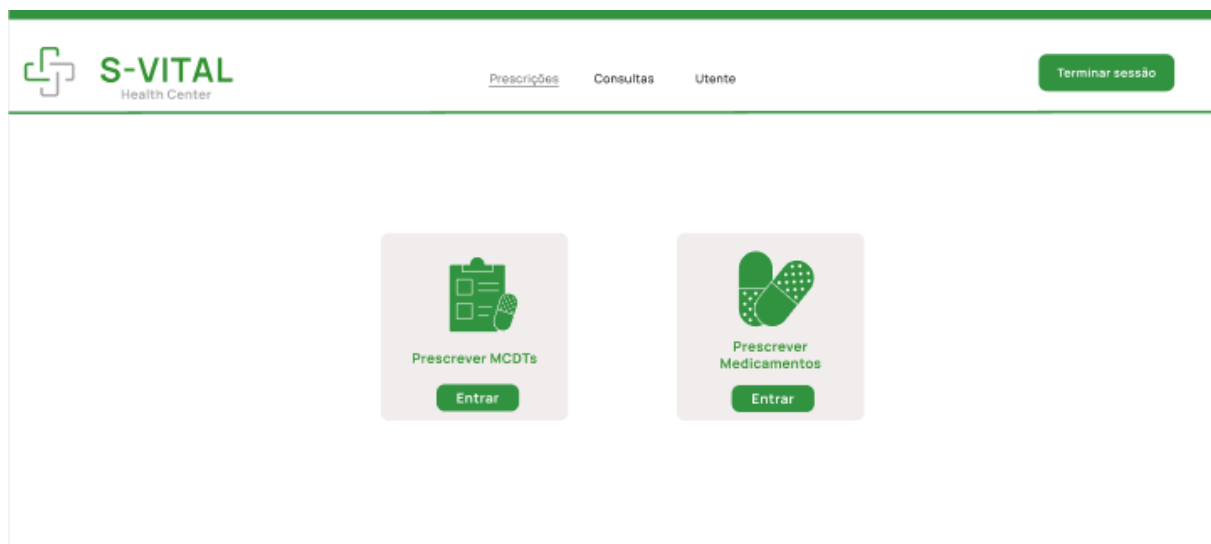 S-VITAL
Health Center
Prescrições
Consultas
Utente
Terminar sessão
Prescrever MCDTs
Entrar
Prescrever
Medicamentos
Entrar